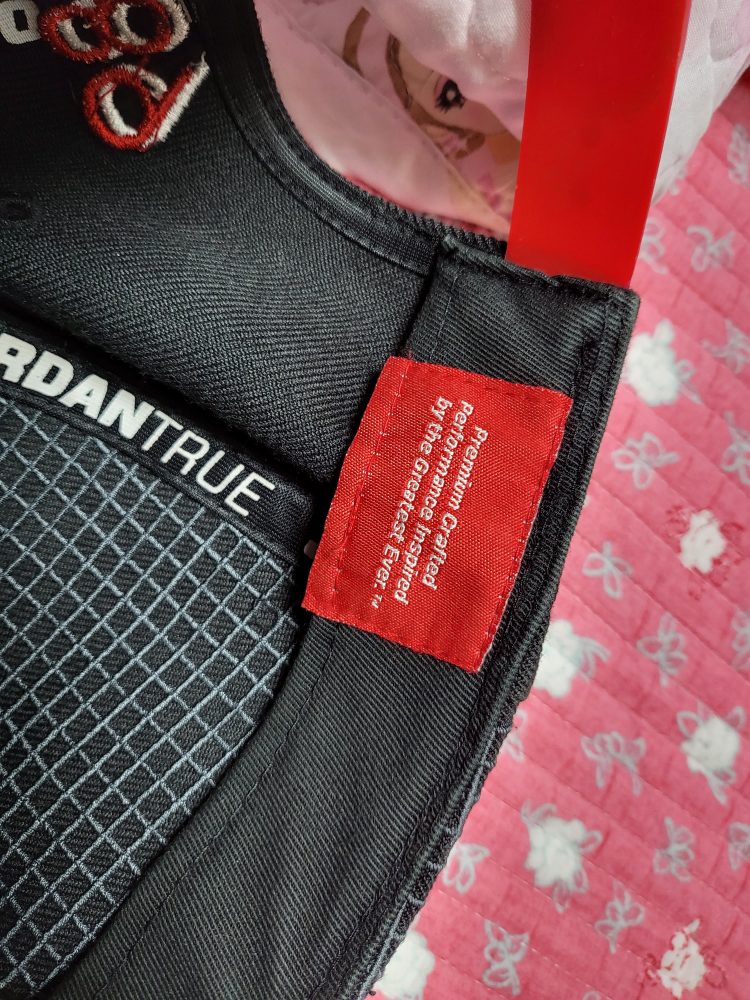 RDANTRUE
Premium Crafted
Performance Inspired
by the Greatest Ever.™